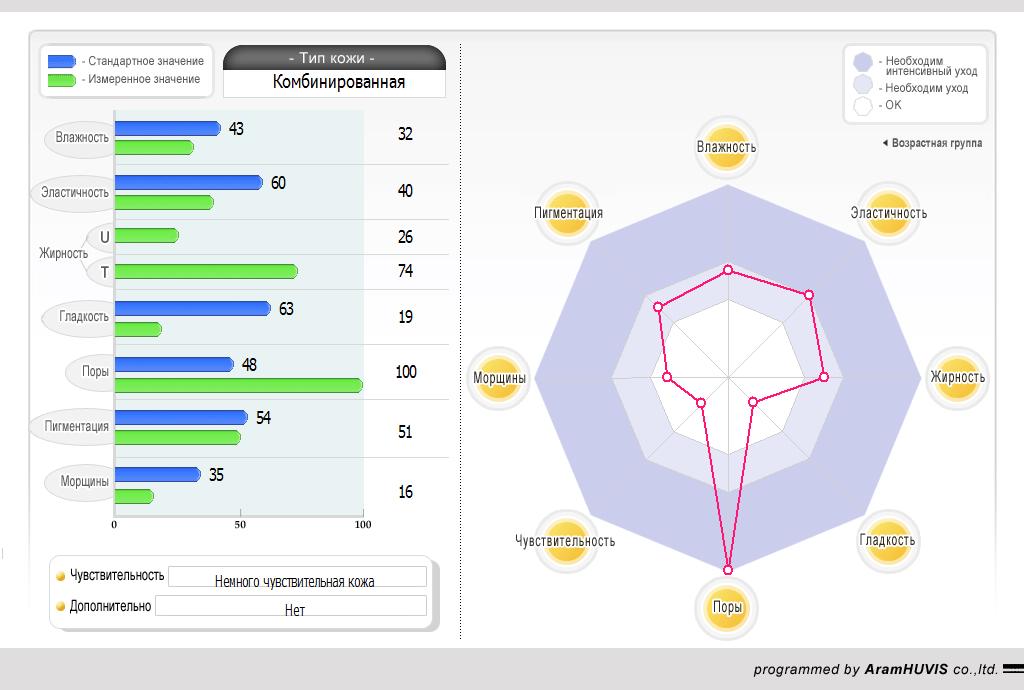 - Стандартное значение
- Измеренное значение
- Тип кожи -
Комбинированная
Влажность 43 32
Эластичность 60 40
Жирность U 26
T 74
Гладкость 63 19
Поры 48 100
Пигментация 54 51
Морщины 35 16
0 50 100
Чувствительность Немного чувствительная кожа
Дополнительно Нет
- Необходим
интенсивный уход
- Необходим уход
- OK
Возрастная группа
Влажность
Пигментация
Эластичность
Морщины
Жирность
Чувствительность
Гладкость
Поры
programmed by AramHUVIS co.,ltd.